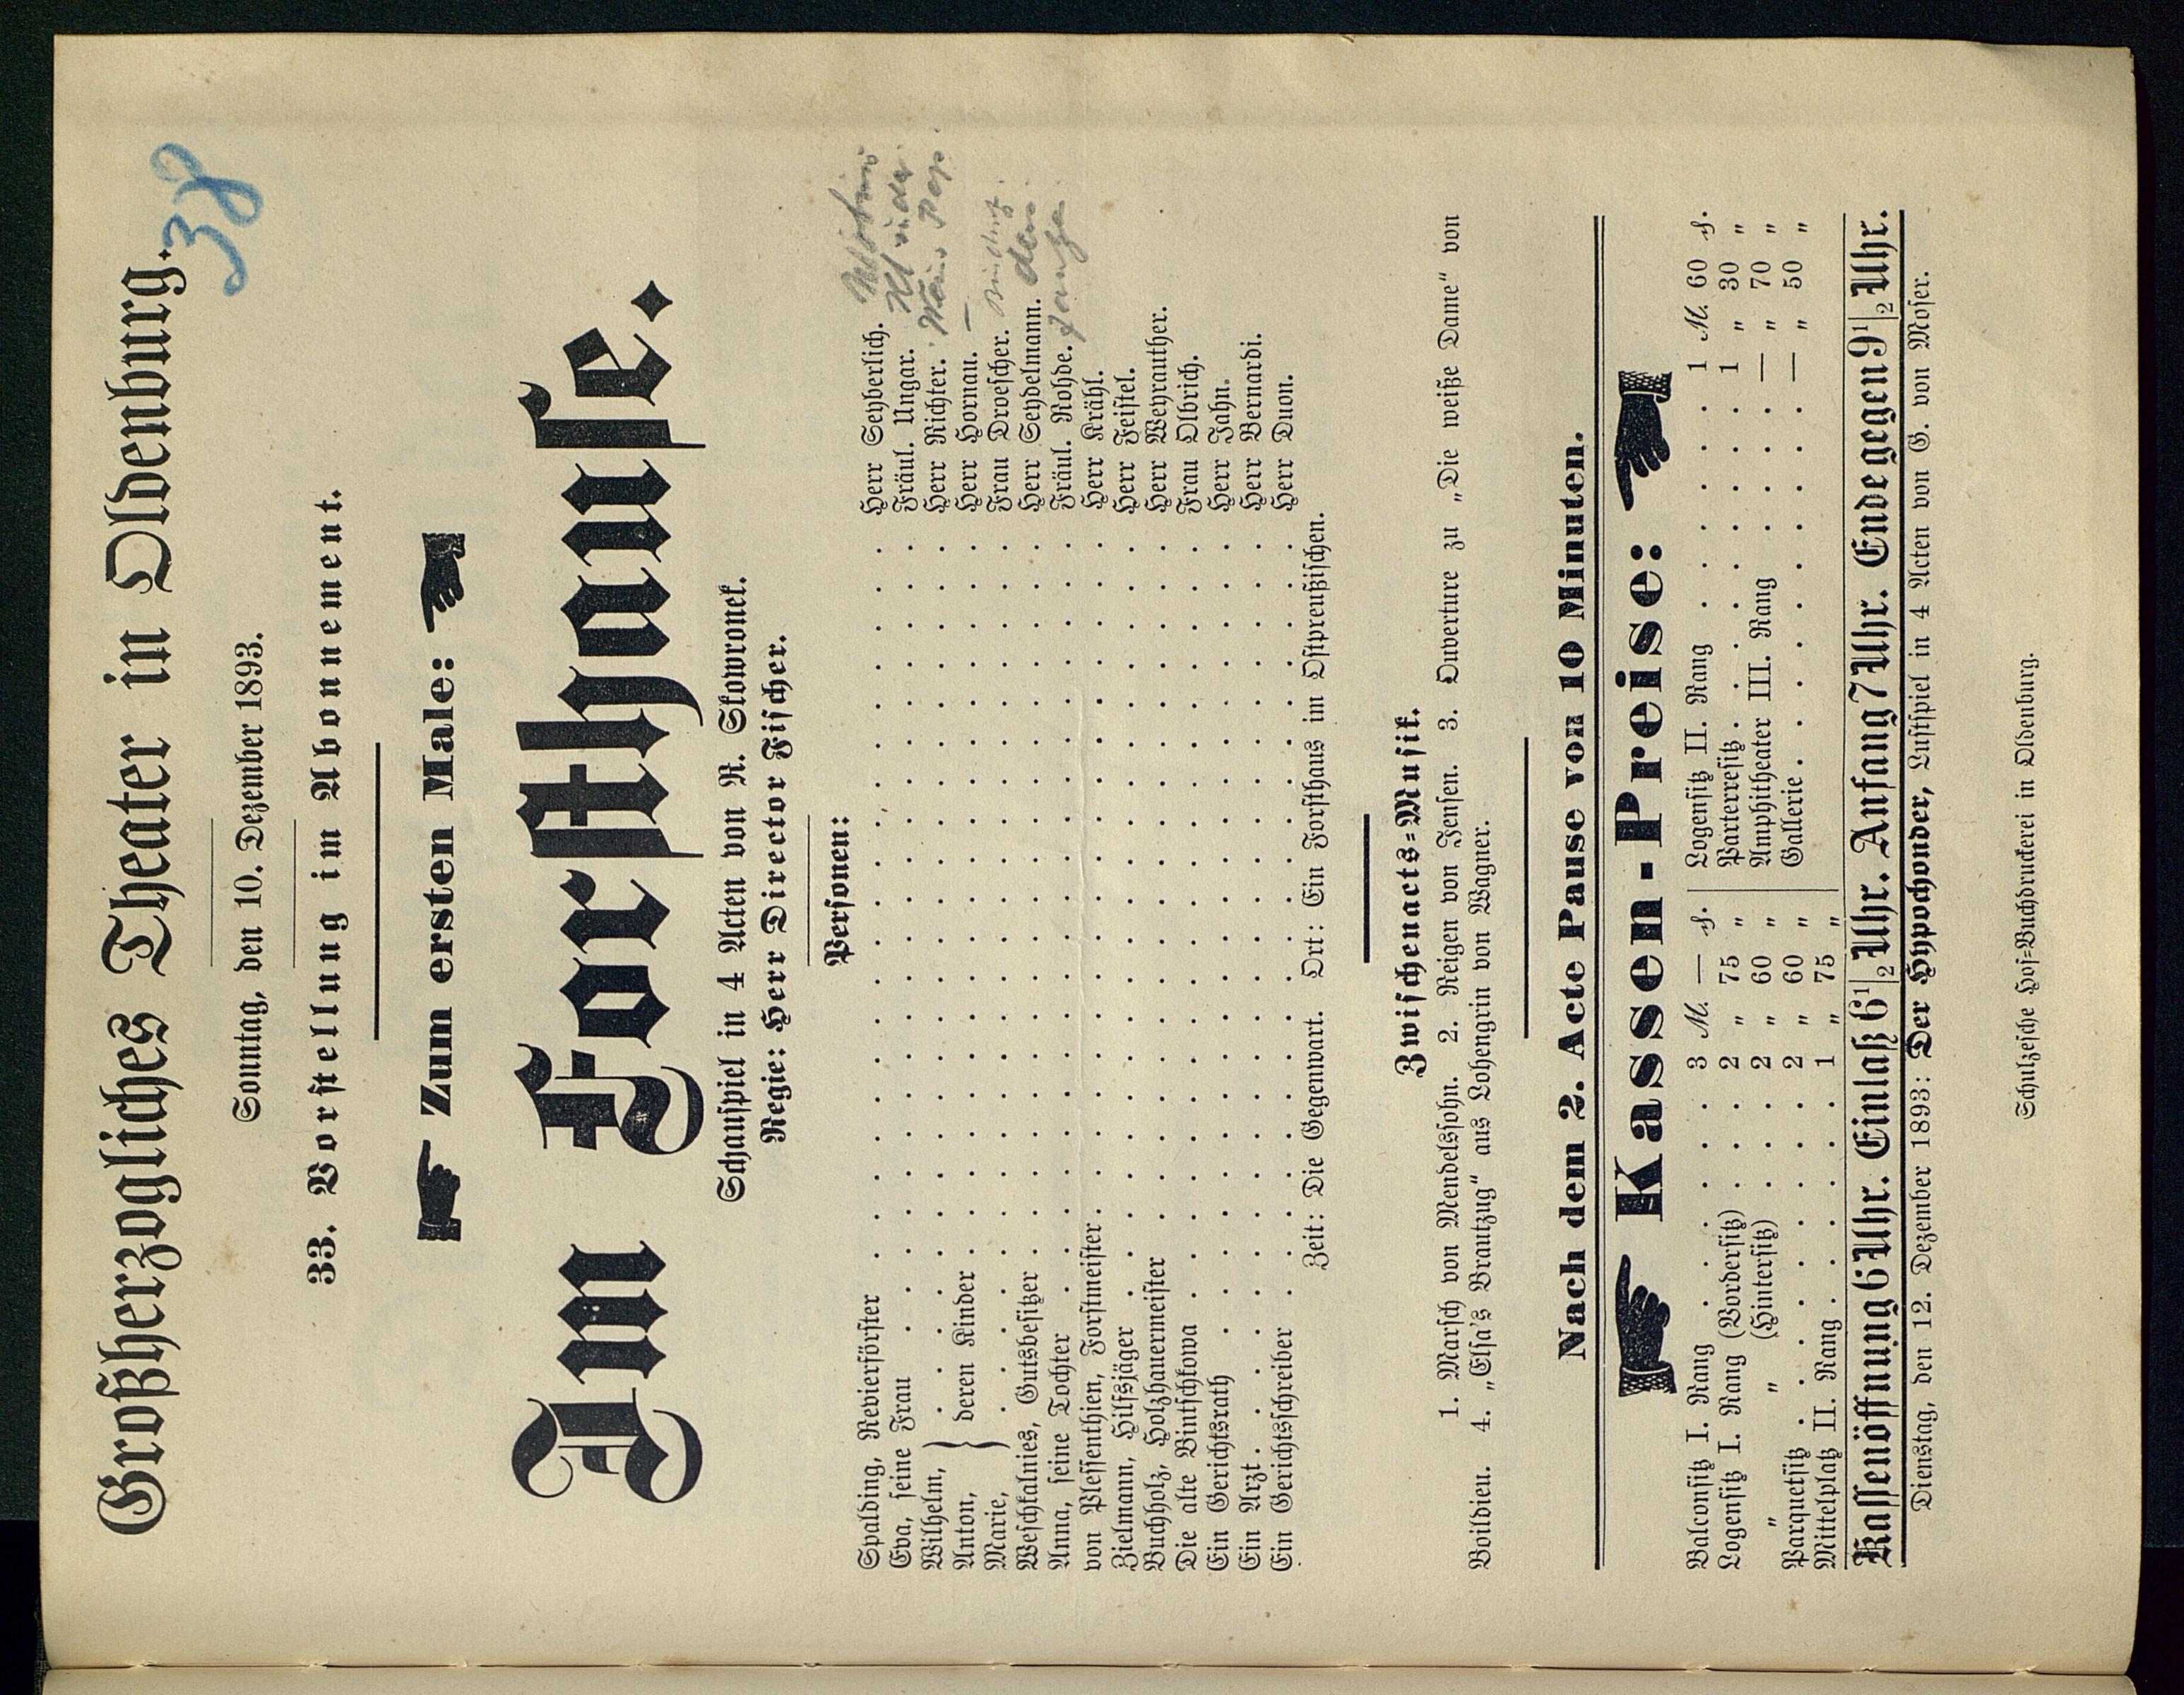 Großherzogliches Theater in Oldenburg.
38
Sonntag, den 10. Dezember 1893.
33. Vorstellung im Abonnement.
Zum ersten Male:
Im Forsthause.
Schauspiel in 4 Acten von R. Skowronek.
Regie: Herr Director Fischer.
Personen:
Spalding, Revierförster . . . . . . . . . . Herr Seyberlich.
Eva, seine Frau . . . . . . . . . . Fräul. Ungar.
Wilhelm, . . . . . . . . . . Herr Richter.
Anton, } deren Kinder . . . . . . . . . . Herr Hornau.
Marie, . . . . . . . . . . Frau Droescher.
Weschkalnies, Gutsbesitzer . . . . . . . . . . Herr Seydelmann.
Anna, seine Tochter . . . . . . . . . . Fräul. Rohde.
von Plessenthien, Forstmeister . . . . . . . . . . Herr Krähl.
Zielmann, Hilfsjäger . . . . . . . . . . Herr Feistel.
Buchholz, Holzhauermeister . . . . . . . . . . Herr Weyrauther.
Die alte Bintschkowa . . . . . . . . . . Frau Olbrich.
Ein Gerichtsrath . . . . . . . . . . Herr Jahn.
Ein Arzt . . . . . . . . . . Herr Bernardi.
Ein Gerichtsschreiber . . . . . . . . . . Herr Duon.
Zeit: Die Gegenwart. Ort: Ein Forsthaus im Ostpreußischen.
Zwischenacts=Musik.
1. Marsch von Mendelssohn. 2. Reigen von Jensen. 3. Ouverture zu „Die weiße Dame“ von
Boildieu. 4. „Elsa's Brautzug“ aus Lohengrin von Wagner.
Nach dem 2. Acte Pause von 10 Minuten.
Kassen-Preise:
Balconsitz I. Rang . . . . . 3 M. — ₰. Logensitz II. Rang . . . . . 1 M. 60 ₰.
Logensitz I. Rang (Vordersitz) . . . 2 " 75 " Parterresitz . . . . . 1 " 30 "
" " (Hintersitz) . . . 2 " 60 " Amphitheater III. Rang . . . — " 70 "
Parquetsitz . . . . . 2 " 60 " Gallerie . . . . . — " 50 "
Mittelplatz II. Rang . . . . . 1 " 75 "
Kassenöffnung 6 Uhr. Einlaß 6 1/2 Uhr. Anfang 7 Uhr. Ende gegen 9 1/2 Uhr.
Dienstag, den 12. Dezember 1893: Der Hypochonder, Lustspiel in 4 Acten von G. von Moser.
Schulzesche Hof=Buchdruckerei in Oldenburg.